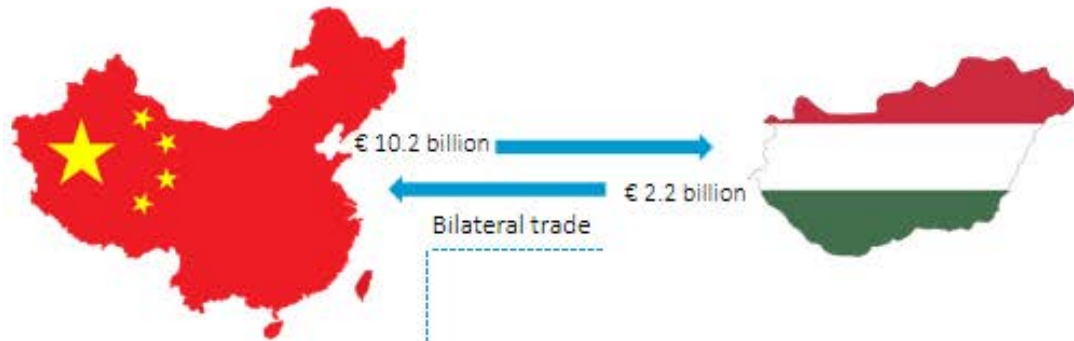 € 10.2 billion
€ 2.2 billion
Bilateral trade